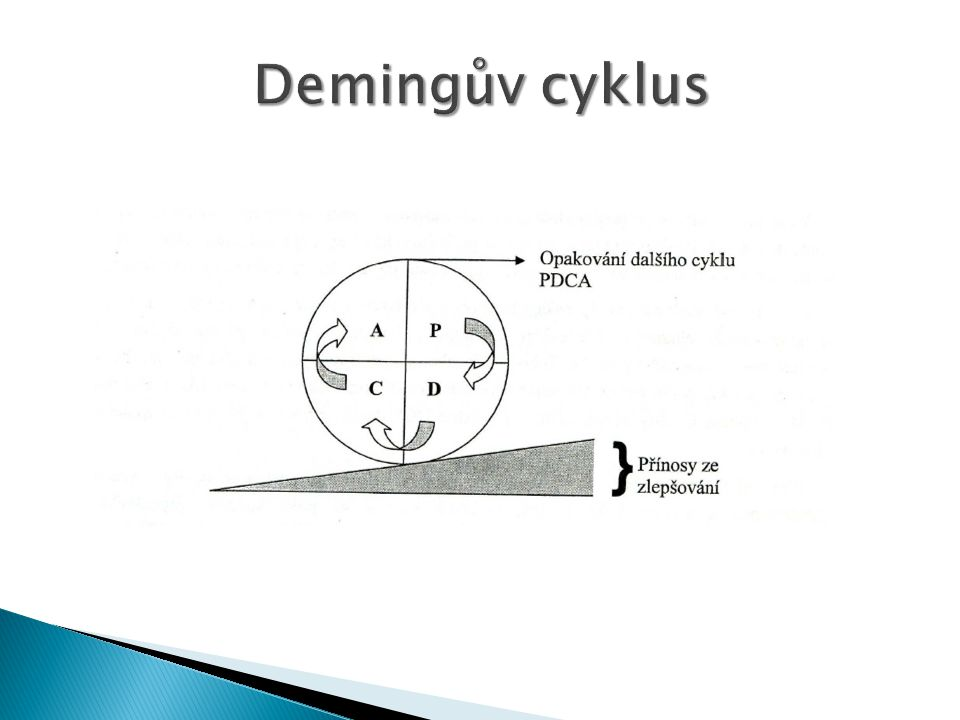 Demingův cyklus
Opakování dalšího cyklu
PDCA
A P
C D
Přínosy ze
zlepšování